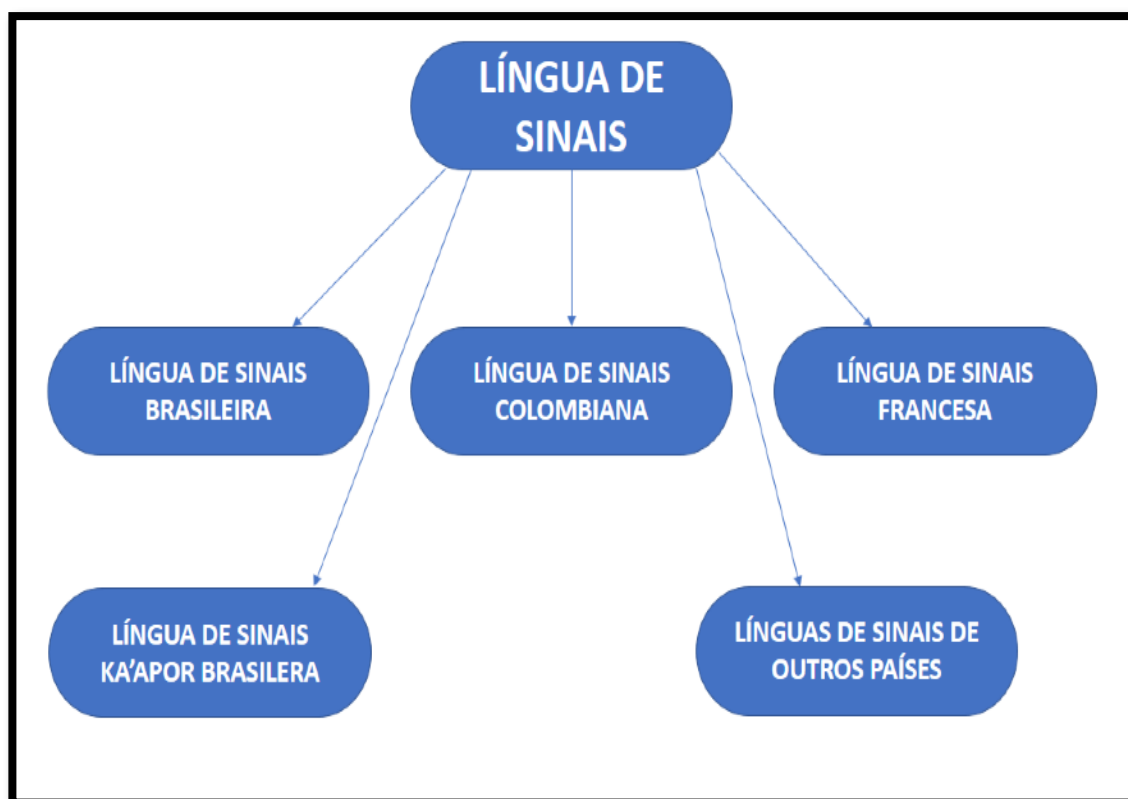 LÍNGUA DE
SINAIS
LÍNGUA DE SINAIS
BRASILEIRA
LÍNGUA DE SINAIS
COLOMBIANA
LÍNGUA DE SINAIS
FRANCESA
LÍNGUA DE SINAIS
KA’APOR BRASILERA
LÍNGUAS DE SINAIS DE
OUTROS PAÍSES